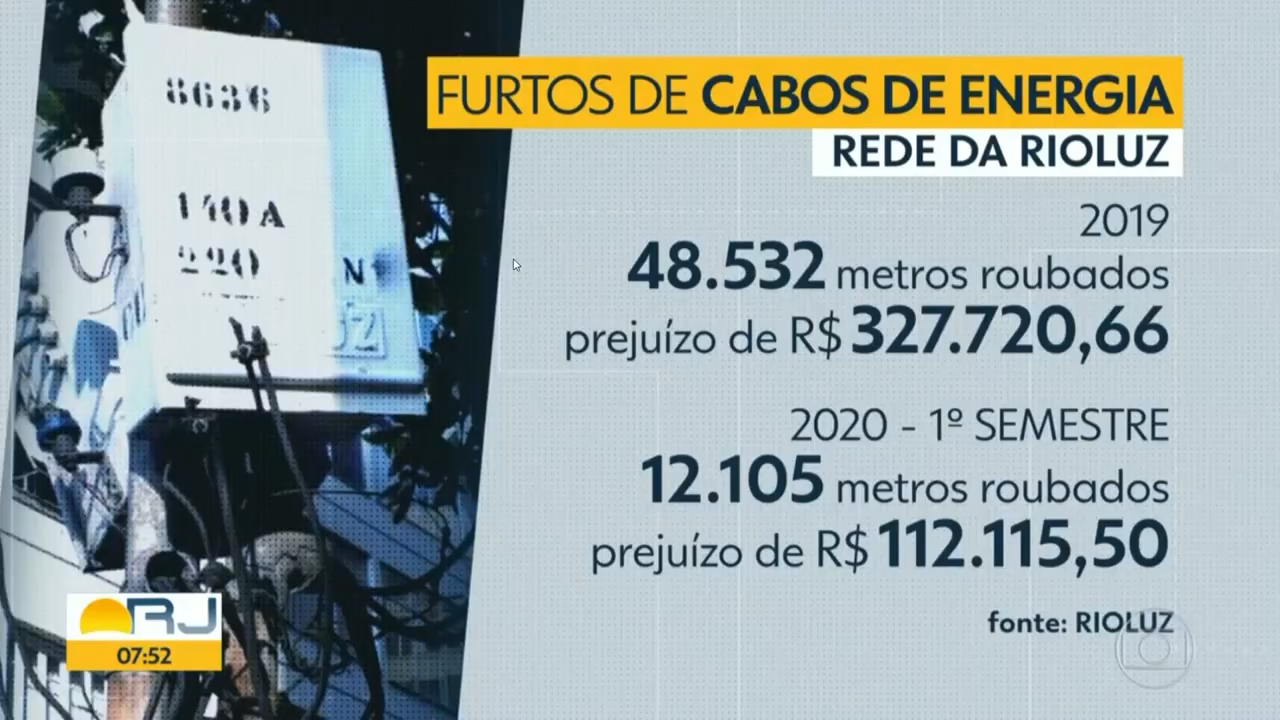 8636
140A
220
N
FURTOS DE CABOS DE ENERGIA
REDE DA RIOLUZ
2019
48.532 metros roubados
prejuízo de R$ 327.720,66
2020 - 1º SEMESTRE
12.105 metros roubados
prejuízo de R$ 112.115,50
fonte: RIOLUZ
RJ
07:52